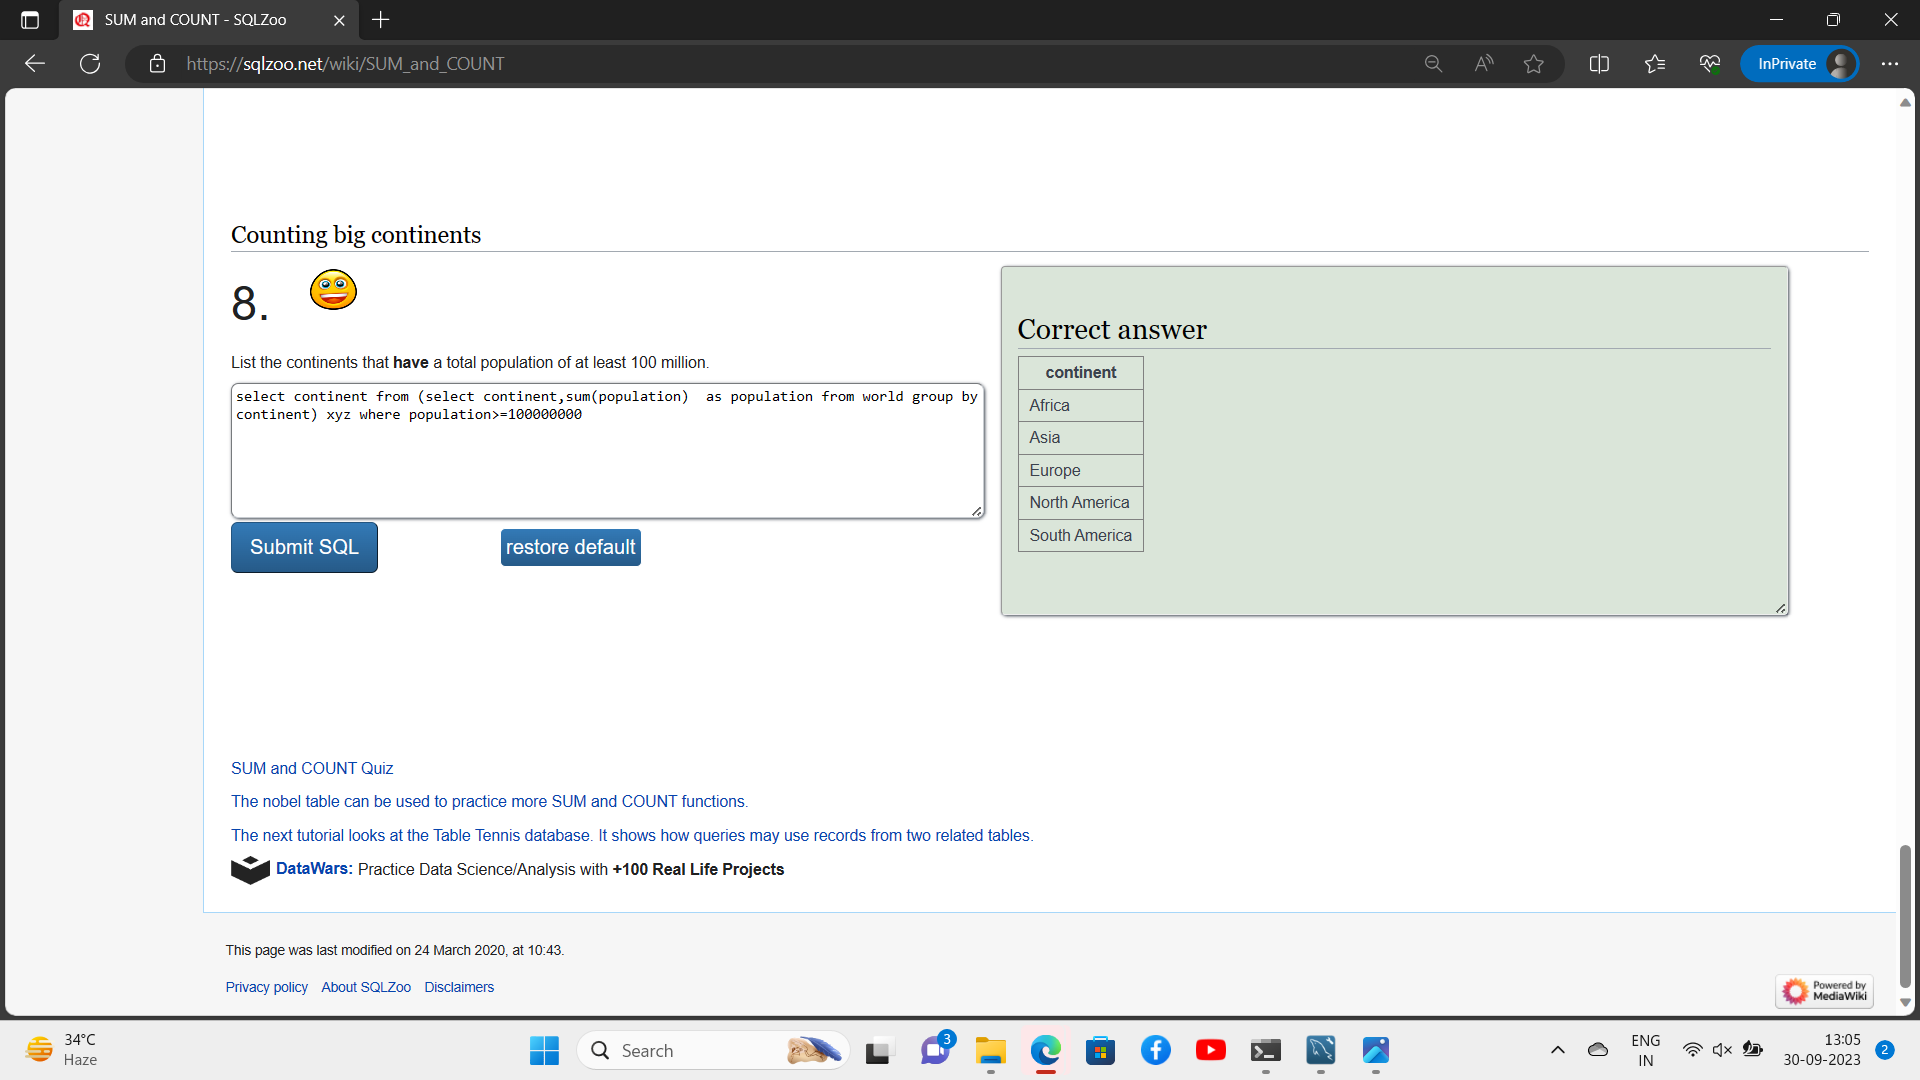 SUM and COUNT - SQLZoo
https://sqlzoo.net/wiki/SUM_and_COUNT
InPrivate
Counting big continents
8.
List the continents that have a total population of at least 100 million.
select continent from (select continent,sum(population)  as population from world group by
continent) xyz where population>=100000000
Submit SQL
restore default
Correct answer
continent
Africa
Asia
Europe
North America
South America
SUM and COUNT Quiz
The nobel table can be used to practice more SUM and COUNT functions.
The next tutorial looks at the Table Tennis database. It shows how queries may use records from two related tables.
DataWars: Practice Data Science/Analysis with +100 Real Life Projects
This page was last modified on 24 March 2020, at 10:43.
Privacy policy About SQLZoo Disclaimers
Powered by
MediaWiki
34°C
Haze
Search
3
ENG
IN
13:05
30-09-2023
2